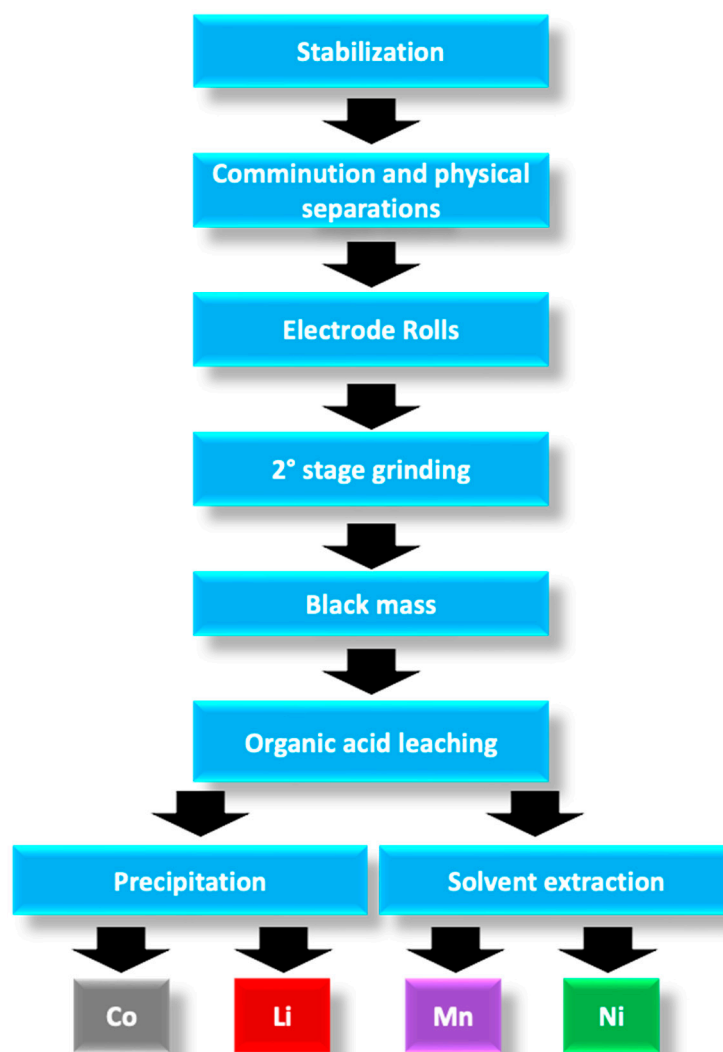 Stabilization
Comminution and physical
separations
Electrode Rolls
2° stage grinding
Black mass
Organic acid leaching
Precipitation
Solvent extraction
Co
Li
Mn
Ni